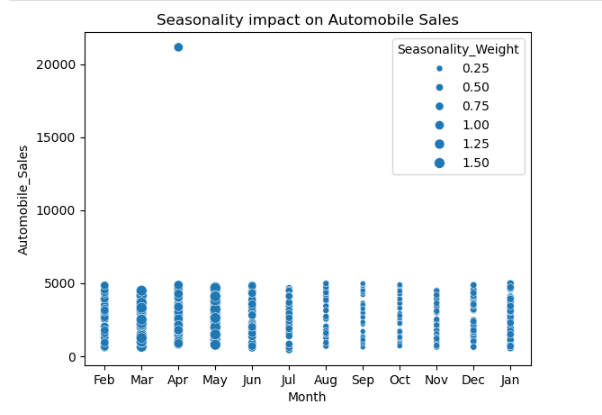 Seasonality impact on Automobile Sales
Seasonality_Weight
0.25
0.50
0.75
1.00
1.25
1.50
20000
15000
10000
5000
0
Automobile_Sales
Feb Mar Apr May Jun Jul Aug Sep Oct Nov Dec Jan
Month